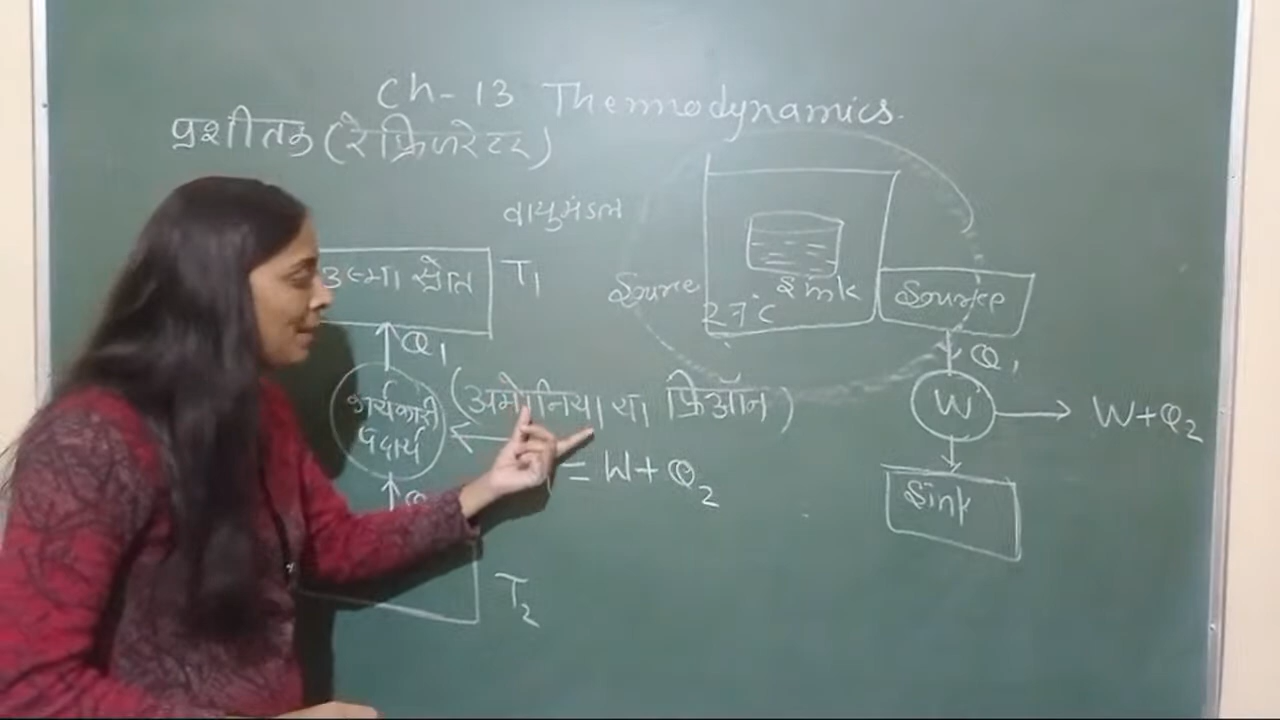 Ch- 13 Thermodynamics.
प्रशीतक (रेफ्रिजरेटर)
वायुमंडल
उष्मा स्रोत
T1
Source
Sink
27°C
Source
Q1
Q1
कार्यकारी
पदार्थ
(अमोनिया या फ्रिऑन)
W
W+Q2
= W+Q2
Sink
T2